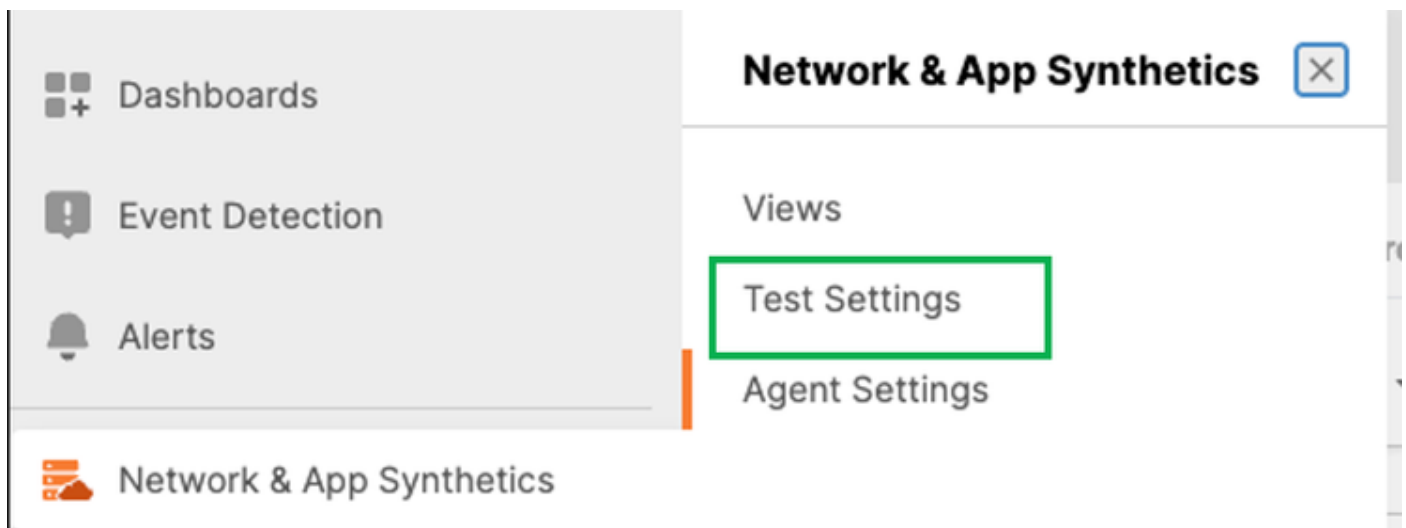 Dashboards
Event Detection
Alerts
Network & App Synthetics
Network & App Synthetics
Views
Test Settings
Agent Settings